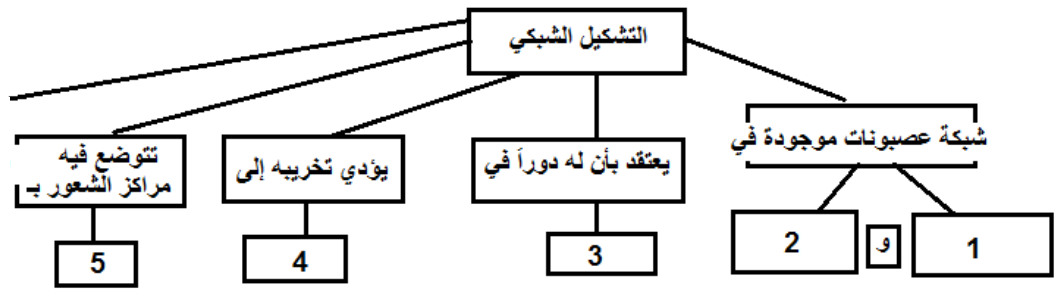 التشكيل الشبكي
شبكة عصبونات موجودة في
يعتقد بأن له دوراً في
يؤدي تخريبه إلى
تتوضع فيه
مراكز الشعور بـ
1
و
2
3
4
5